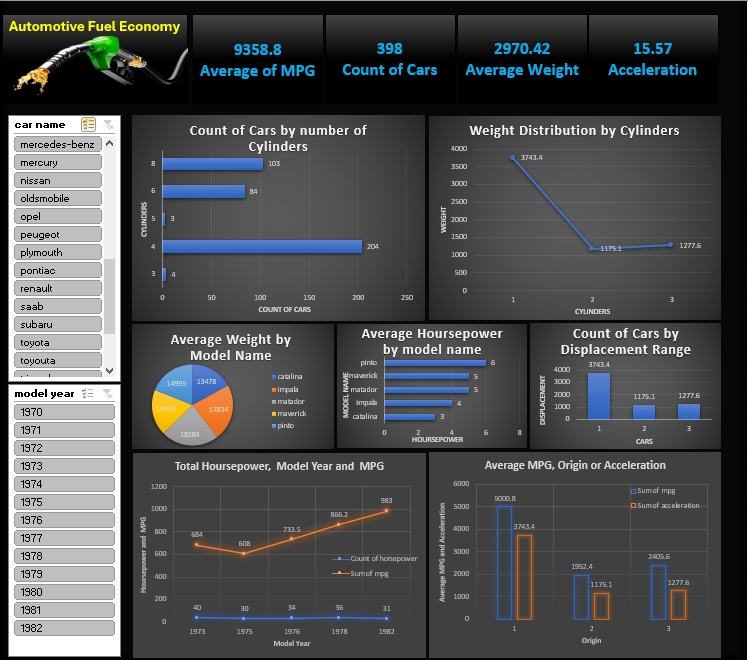 Automotive Fuel Economy
9358.8
Average of MPG
398
Count of Cars
2970.42
Average Weight
15.57
Acceleration
car name
mercedes-benz
mercury
nissan
oldsmobile
opel
peugeot
plymouth
pontiac
renault
saab
subaru
toyota
toyouta
model year
1970
1971
1972
1973
1974
1975
1976
1977
1978
1979
1980
1981
1982
Count of Cars by number of
Cylinders
CYLINDERS
8
103
6
84
5
3
4
204
3
4
0
50
100
150
200
250
COUNT OF CARS
Weight Distribution by Cylinders
WEIGHT
4000
3500
3000
2500
2000
1500
1000
500
0
3743.4
1175.1
1277.6
1
2
3
CYLINDERS
Average Weight by
Model Name
14995
13478
14665
17834
18284
catalina
impala
matador
maverick
pinto
Average Hoursepower
by model name
MODEL NAME
pinto
6
maverick
5
matador
5
impala
4
catalina
3
0
2
4
6
8
HOURSEPOWER
Count of Cars by
Displacement Range
DISPLACEMENT
4000
3000
2000
1000
0
3743.4
1175.1
1277.6
1
2
3
CARS
Total Hoursepower, Model Year and MPG
Hoursepower and MPG
1200
1000
800
600
400
200
0
684
608
733.5
866.2
983
40
30
34
36
31
Count of horsepower
Sum of mpg
1973
1975
1976
1978
1982
Model Year
Average MPG, Origin or Acceleration
Average MPG and Acceleration
6000
5000
4000
3000
2000
1000
0
5000.8
3743.4
1952.4
1175.1
2405.6
1277.6
Sum of mpg
Sum of acceleration
1
2
3
Origin